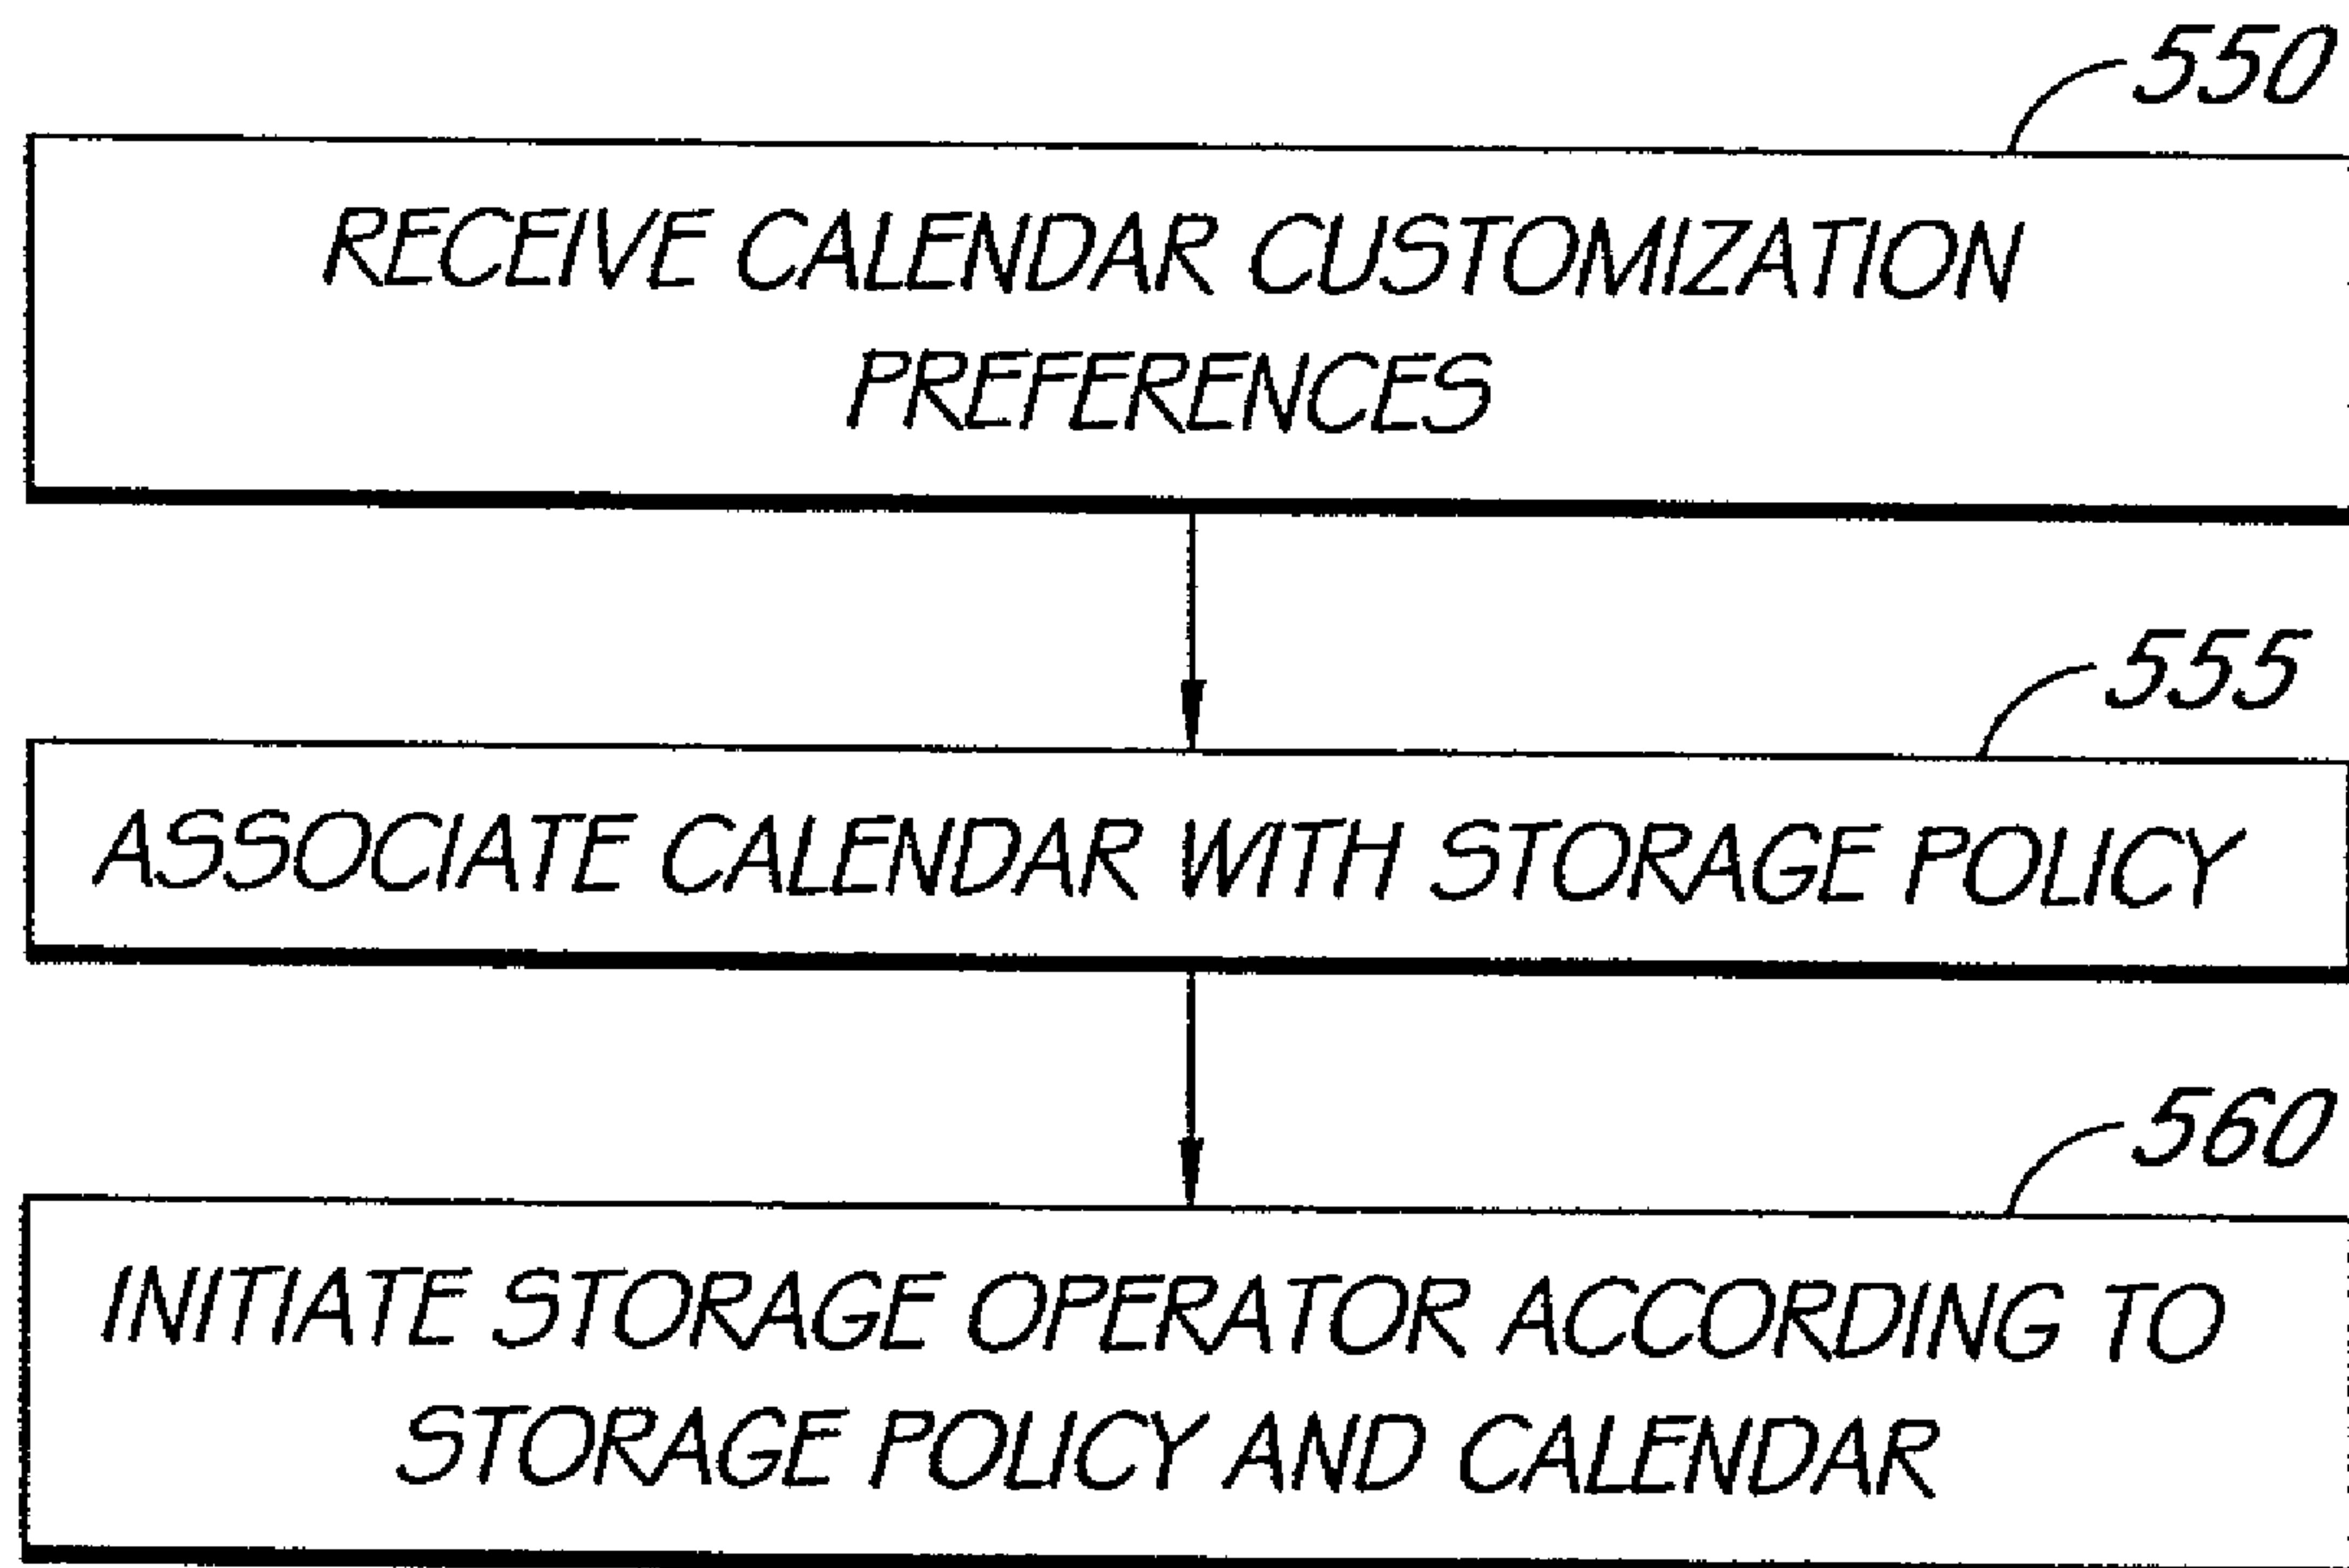 550
RECEIVE CALENDAR CUSTOMIZATION
PREFERENCES
555
ASSOCIATE CALENDAR WITH STORAGE POLICY
560
INITIATE STORAGE OPERATOR ACCORDING TO
STORAGE POLICY AND CALENDAR